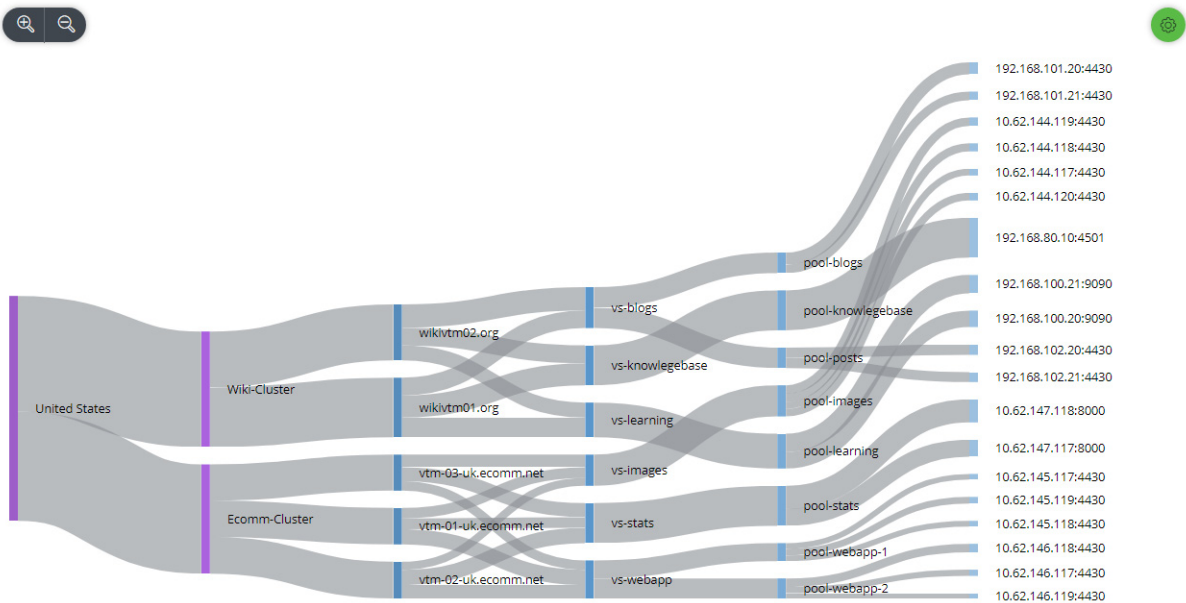 United States
Wiki-Cluster
Ecomm-Cluster
wikivtm02.org
wikivtm01.org
vtm-03-uk.ecomm.net
vtm-01-uk.ecomm.net
vtm-02-uk.ecomm.net
vs-blogs
vs-knowlegebase
vs-learning
vs-images
vs-stats
vs-webapp
pool-blogs
pool-knowlegebase
pool-posts
pool-images
pool-learning
pool-stats
pool-webapp-1
pool-webapp-2
192.168.101.20:4430
192.168.101.21:4430
10.62.144.119:4430
10.62.144.118:4430
10.62.144.117:4430
10.62.144.120:4430
192.168.80.10:4501
192.168.100.21:9090
192.168.100.20:9090
192.168.102.20:4430
192.168.102.21:4430
10.62.147.118:8000
10.62.147.117:8000
10.62.145.117:4430
10.62.145.119:4430
10.62.145.118:4430
10.62.146.118:4430
10.62.146.117:4430
10.62.146.119:4430